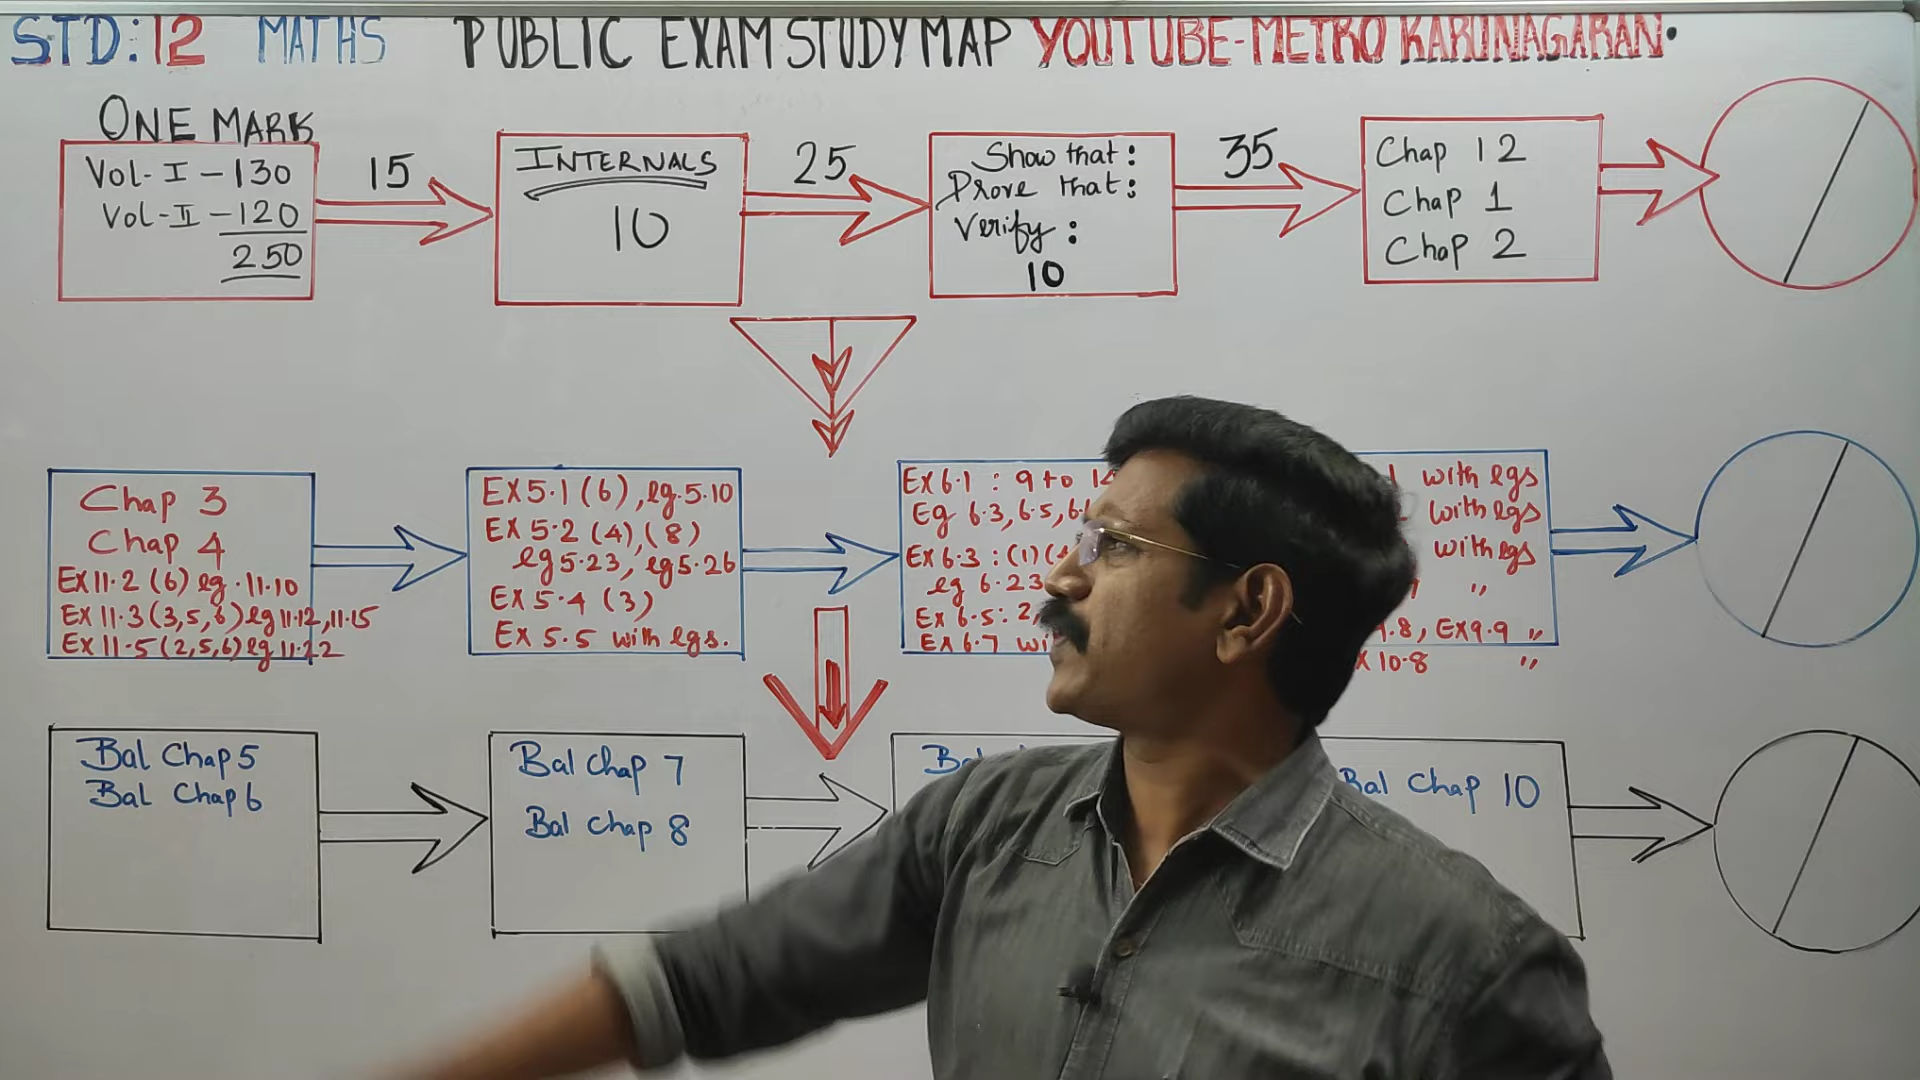 STD:12 MATHS PUBLIC EXAM STUDY MAP YOUTUBE-METRO KARUNAGARAN.
ONE MARK
Vol-I-130
Vol-II-120
250
15
INTERNALS
10
25
Show that:
Prove that:
Verify:
10
35
Chap 12
Chap 1
Chap 2
Chap 3
Chap 4
Ex 11.2 (6) eg.11.10
Ex 11.3 (3,5,6) eg 11.12, 11.15
Ex 11.5 (2,5,6) eg 11.22
EX 5.1 (6), eg.5.10
EX 5.2 (4), (8)
eg 5.23, eg 5.26
EX 5.4 (3)
Ex 5.5 with egs.
Ex 6.1 : 9 to
Eg 6.3, 6.5,
Ex 6.3 : (1)
eg 6.23
Ex 6.5: 2,
EX 6.7
with egs
with egs
with egs
"
.8, EX 9.9 "
10.8 "
Bal Chap 5
Bal Chap 6
Bal Chap 7
Bal Chap 8
Bal Chap 10